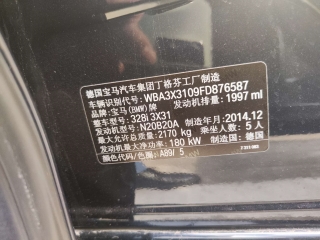 德国宝马汽车集团丁格芬工厂制造
车辆识别代号: WBA3X3109FD876587
品牌: 宝马(BMW)牌 发动机排量: 1997 ml
整车型号: 328i 3X31
发动机型号: N20B20A 制造年月: 2014.12
最大允许总质量: 2170 kg 乘坐人数: 5人
发动机最大净功率: 180 kW 制造国: 德国
颜色代码/色漆: A89/ 5